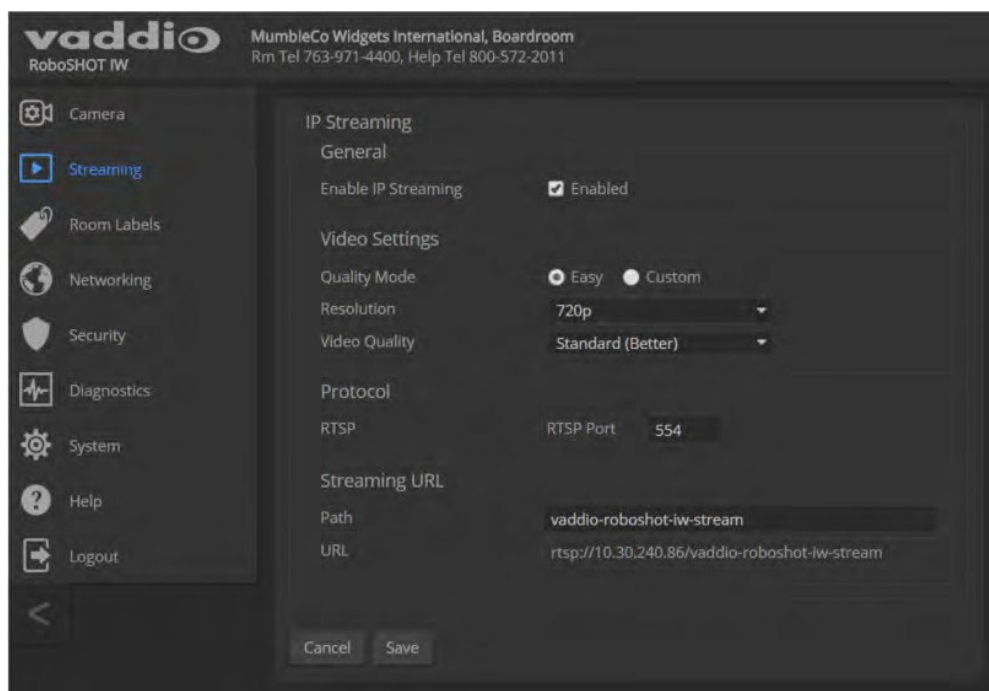 vaddio
RoboSHOT IW
MumbleCo Widgets International, Boardroom
Rm Tel 763-971-4400, Help Tel 800-572-2011
Camera
Streaming
Room Labels
Networking
Security
Diagnostics
System
Help
Logout
IP Streaming
General
Enable IP Streaming Enabled
Video Settings
Quality Mode Easy Custom
Resolution 720p
Video Quality Standard (Better)
Protocol
RTSP RTSP Port 554
Streaming URL
Path vaddio-roboshot-iw-stream
URL rtsp://10.30.240.86/vaddio-roboshot-iw-stream
Cancel Save